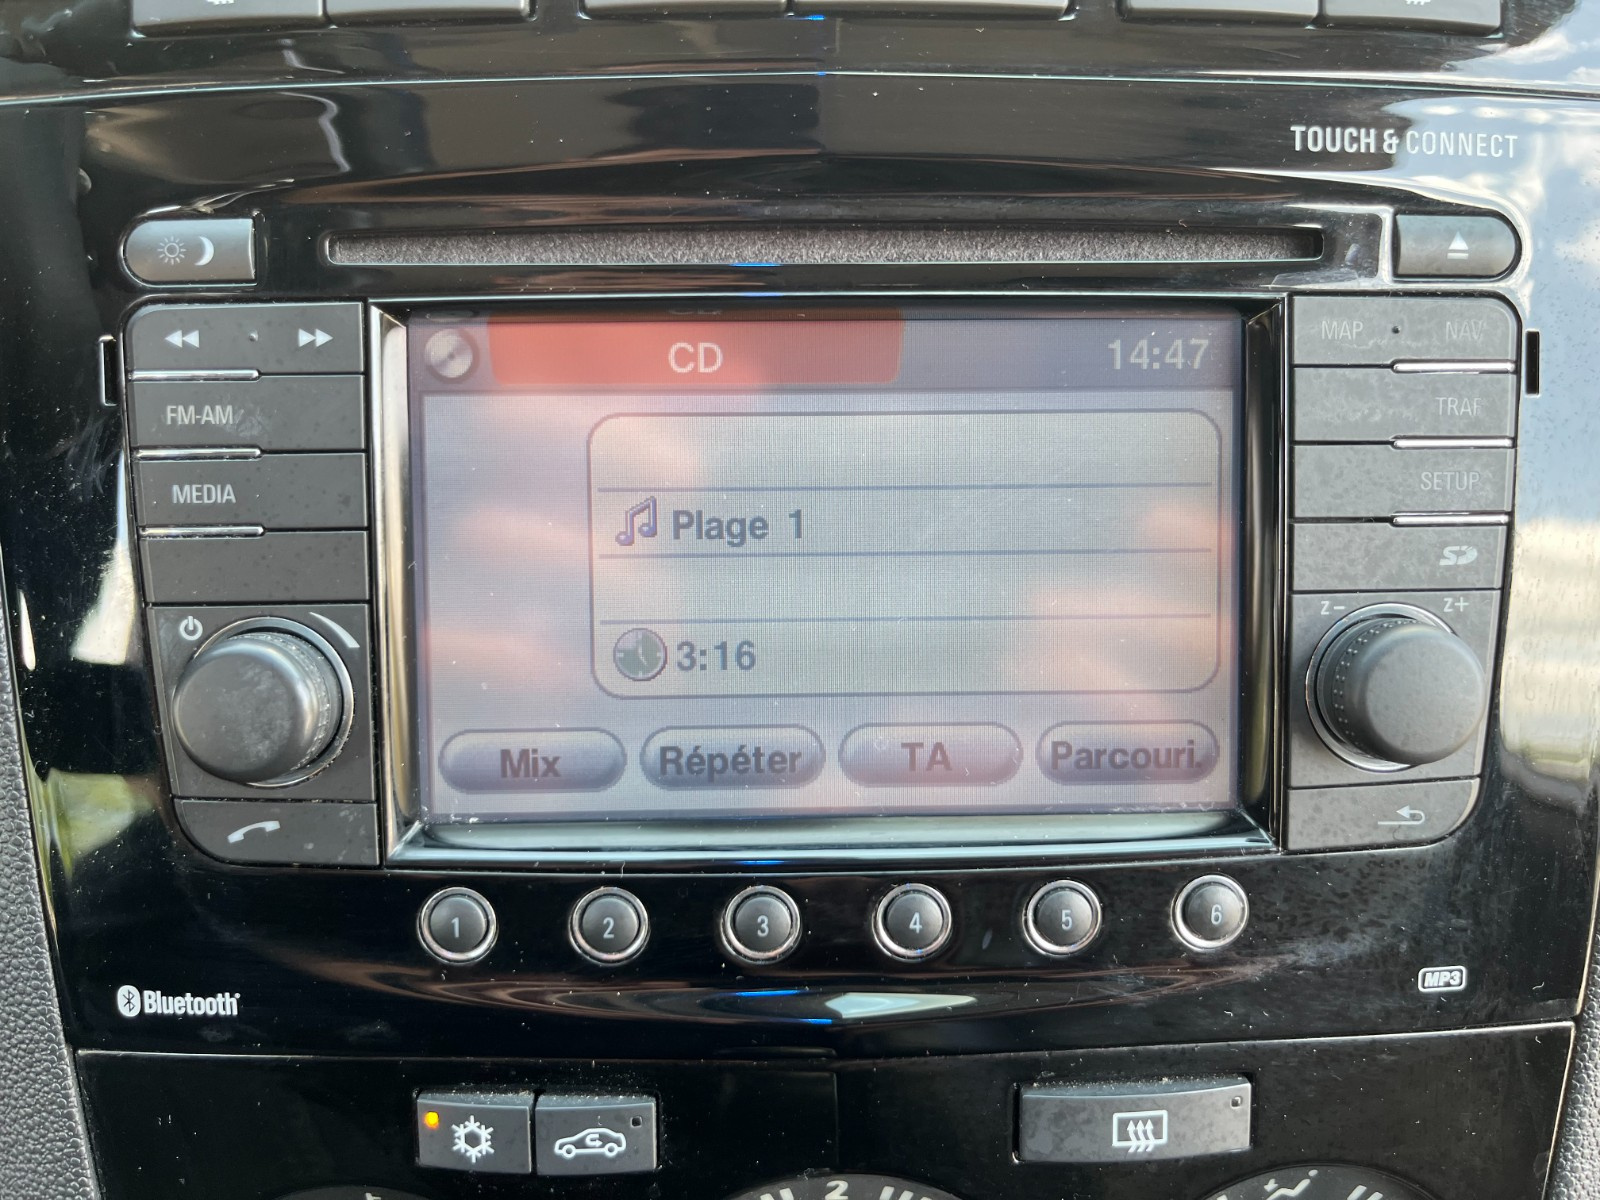 TOUCH & CONNECT
CD
14:47
MAP
NAV
FM-AM
TRAF
MEDIA
Plage 1
SETUP
SD
Z-
Z+
3:16
Mix
Répéter
TA
Parcouri.
1
2
3
4
5
6
Bluetooth
MP3
2